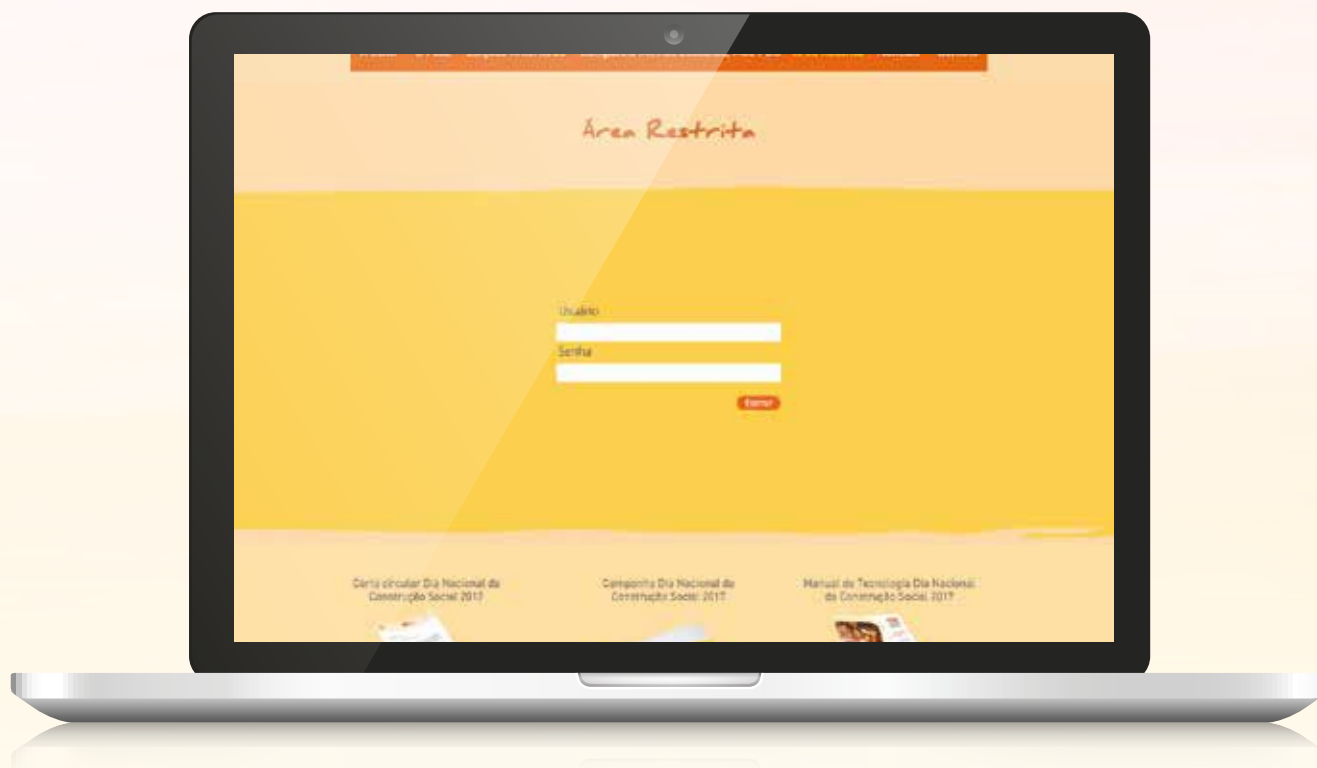 Área Restrita
Usuário
Senha
Entrar
Carta circular Dia Nacional da
Construção Social 2017
Campanha Dia Nacional da
Construção Social 2017
Manual de Tecnologia Dia Nacional
da Construção Social 2017